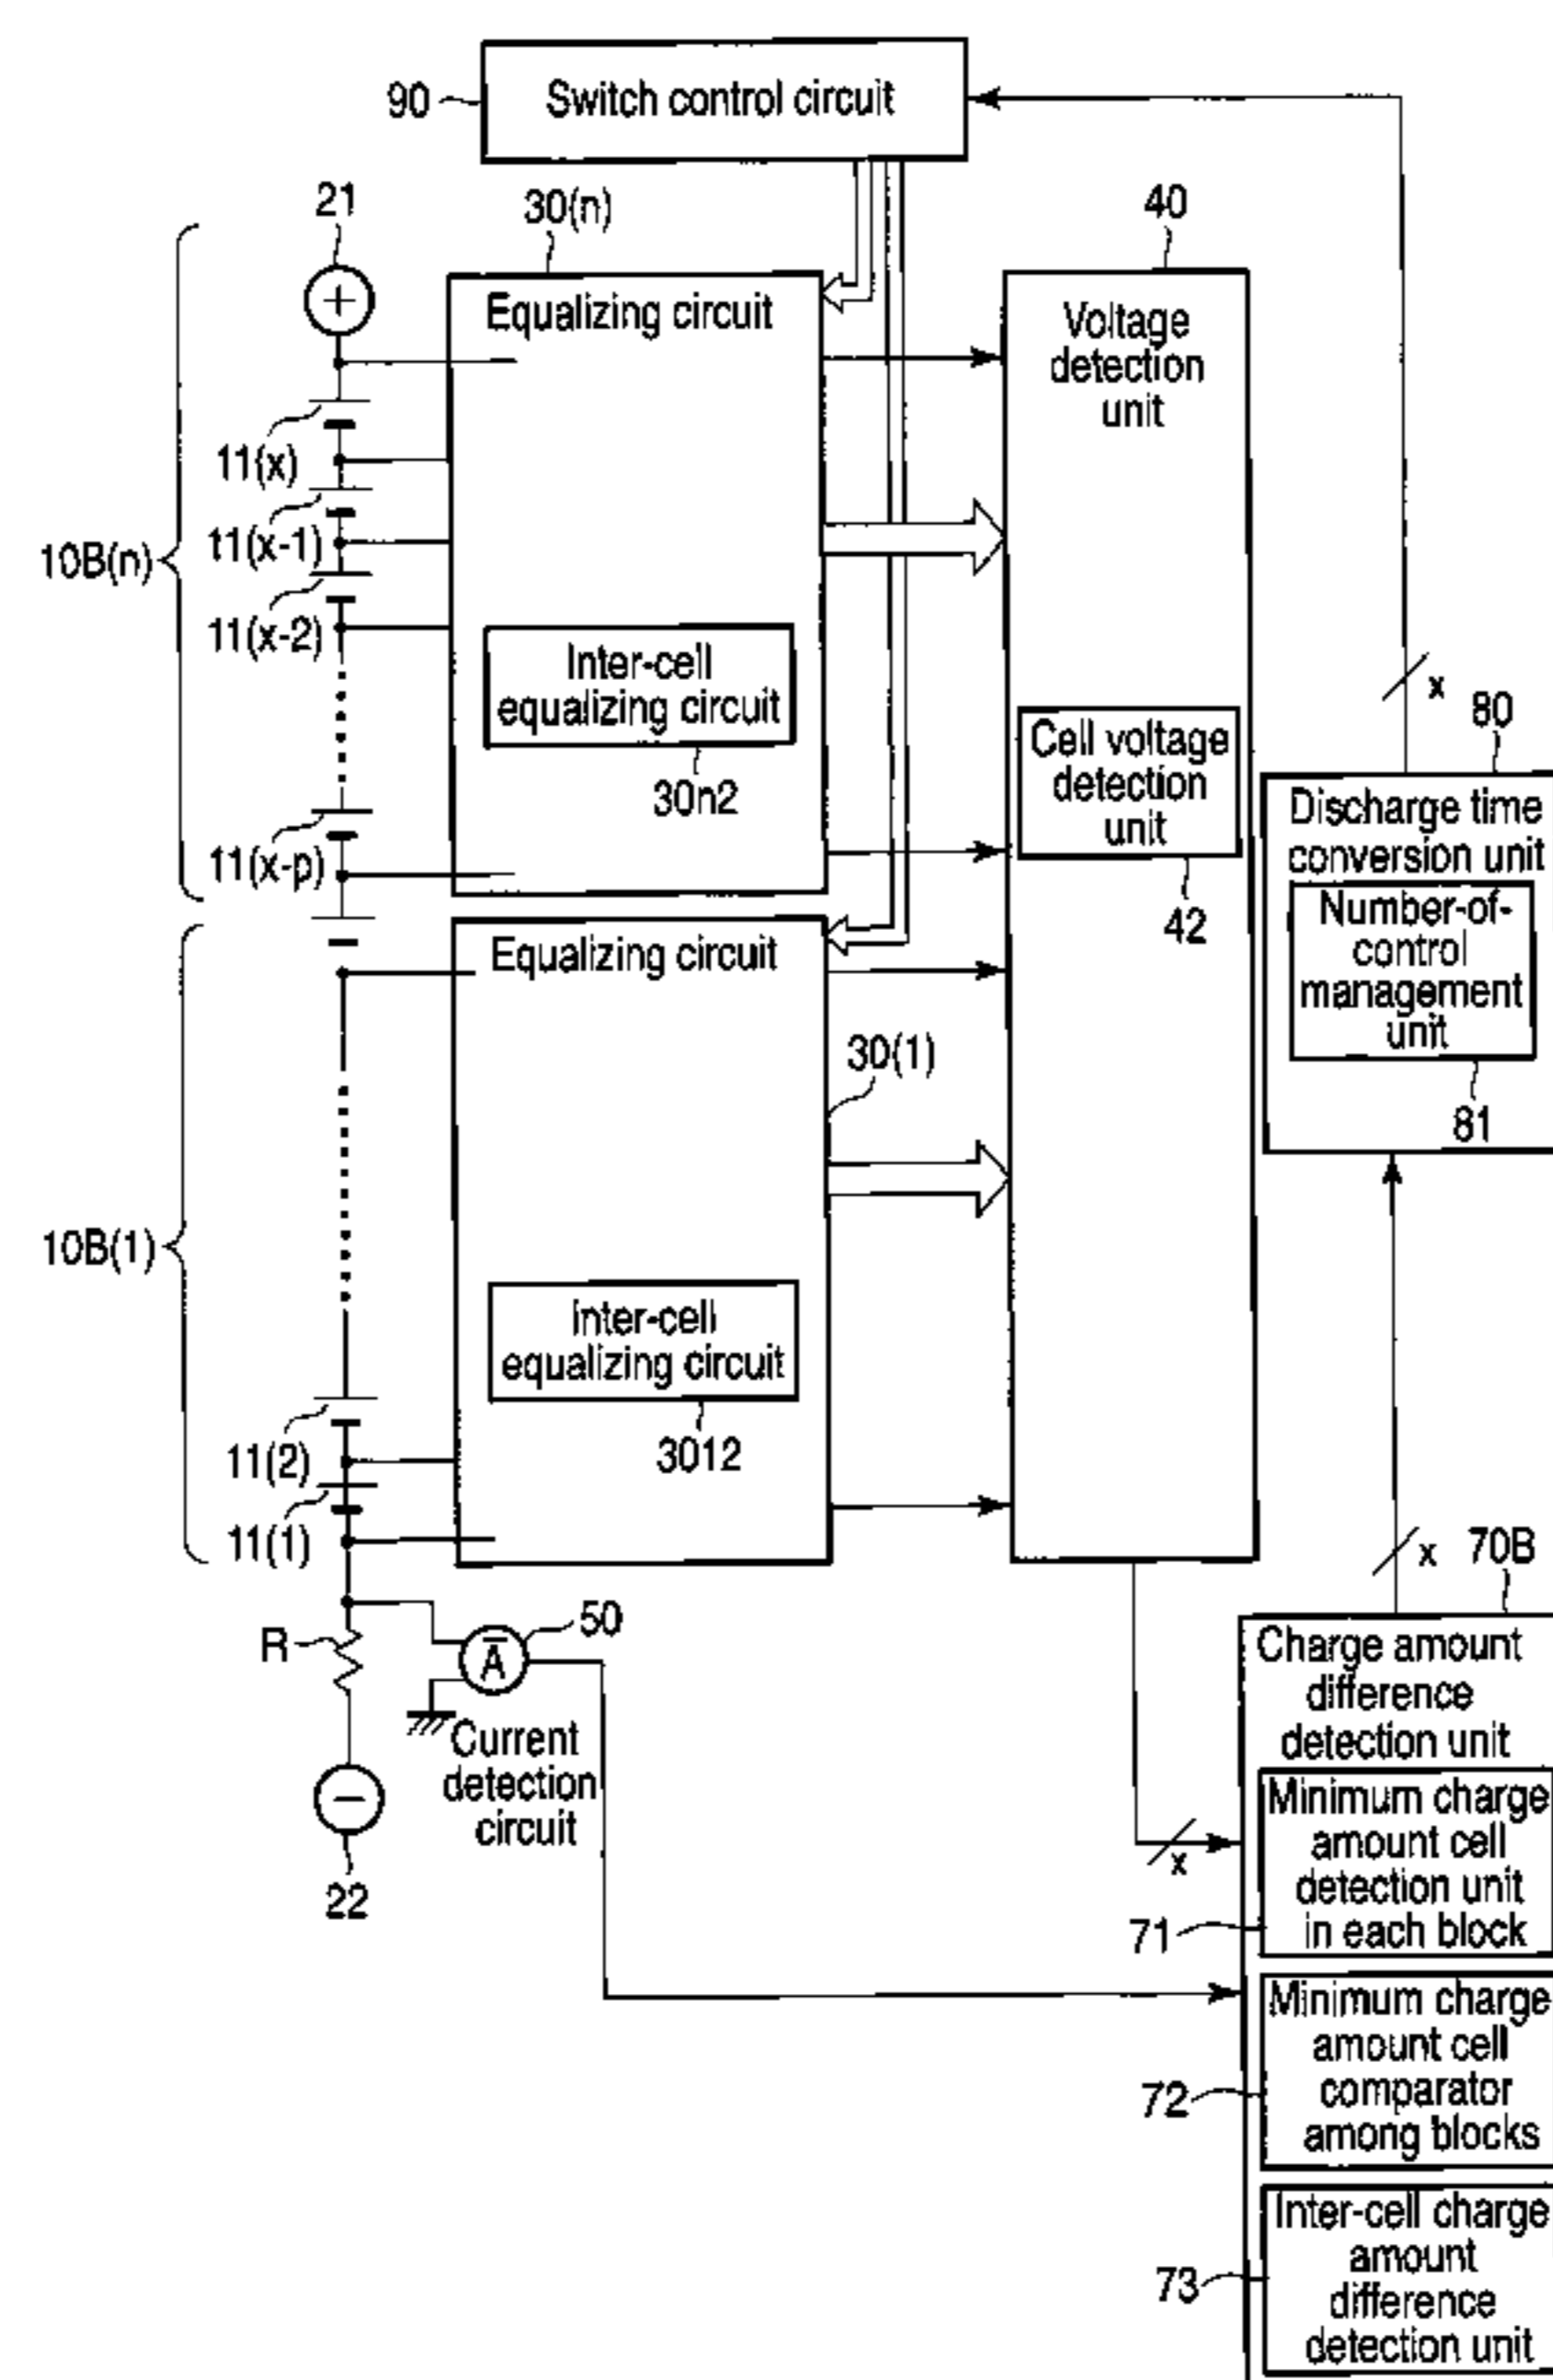 90
Switch control circuit
21
30(n)
40
+
Equalizing circuit
Voltage
detection
unit
11(x)
11(x-1)
10B(n)
11(x-2)
Inter-cell
equalizing circuit
30n2
x
80
Cell voltage
detection
unit
42
Discharge time
conversion unit
Number-of-
control
management
unit
81
11(x-p)
Equalizing circuit
30(1)
10B(1)
Inter-cell
equalizing circuit
3012
11(2)
11(1)
x
70B
R
50
A
Current
detection
circuit
−
22
Charge amount
difference
detection unit
x
Minimum charge
amount cell
detection unit
in each block
71
Minimum charge
amount cell
comparator
among blocks
72
Inter-cell charge
amount
difference
detection unit
73